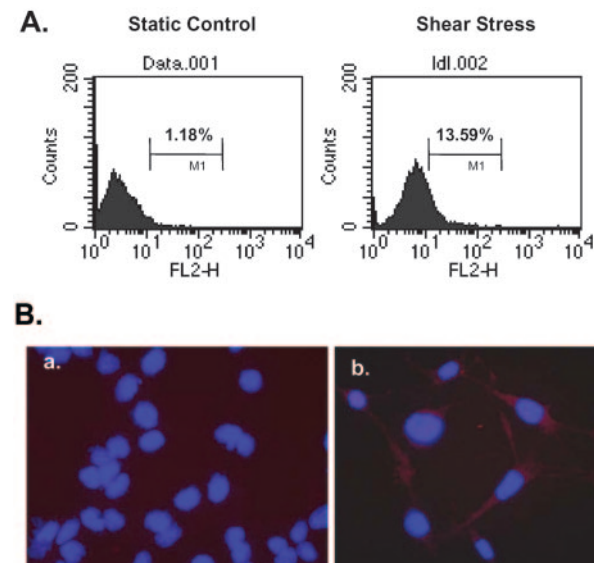 A.
Static Control
Shear Stress
Data.001
ldl.002
200
Counts
0
1.18%
M1
10⁰ 10¹ 10² 10³ 10⁴
FL2-H
200
Counts
0
13.59%
M1
10⁰ 10¹ 10² 10³ 10⁴
FL2-H
B.
a.
b.